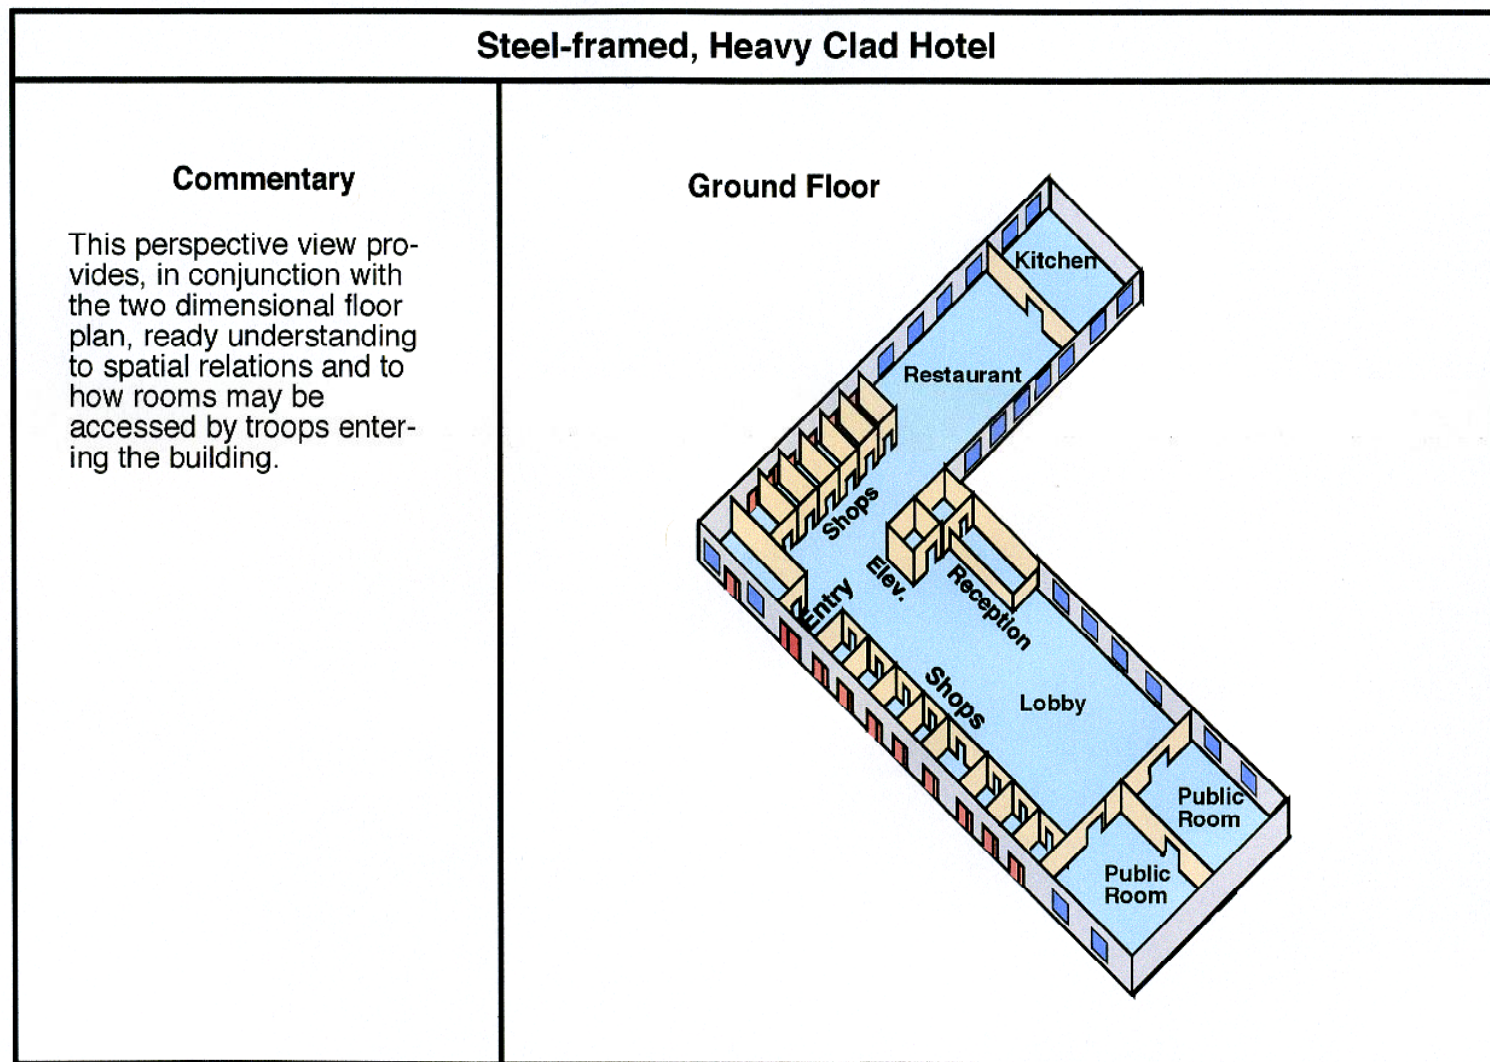 Steel-framed, Heavy Clad Hotel
Commentary
This perspective view pro-
vides, in conjunction with
the two dimensional floor
plan, ready understanding
to spatial relations and to
how rooms may be
accessed by troops enter-
ing the building.
Ground Floor
Kitchen
Restaurant
Shops
Elev.
Reception
Entry
Shops
Lobby
Public
Room
Public
Room